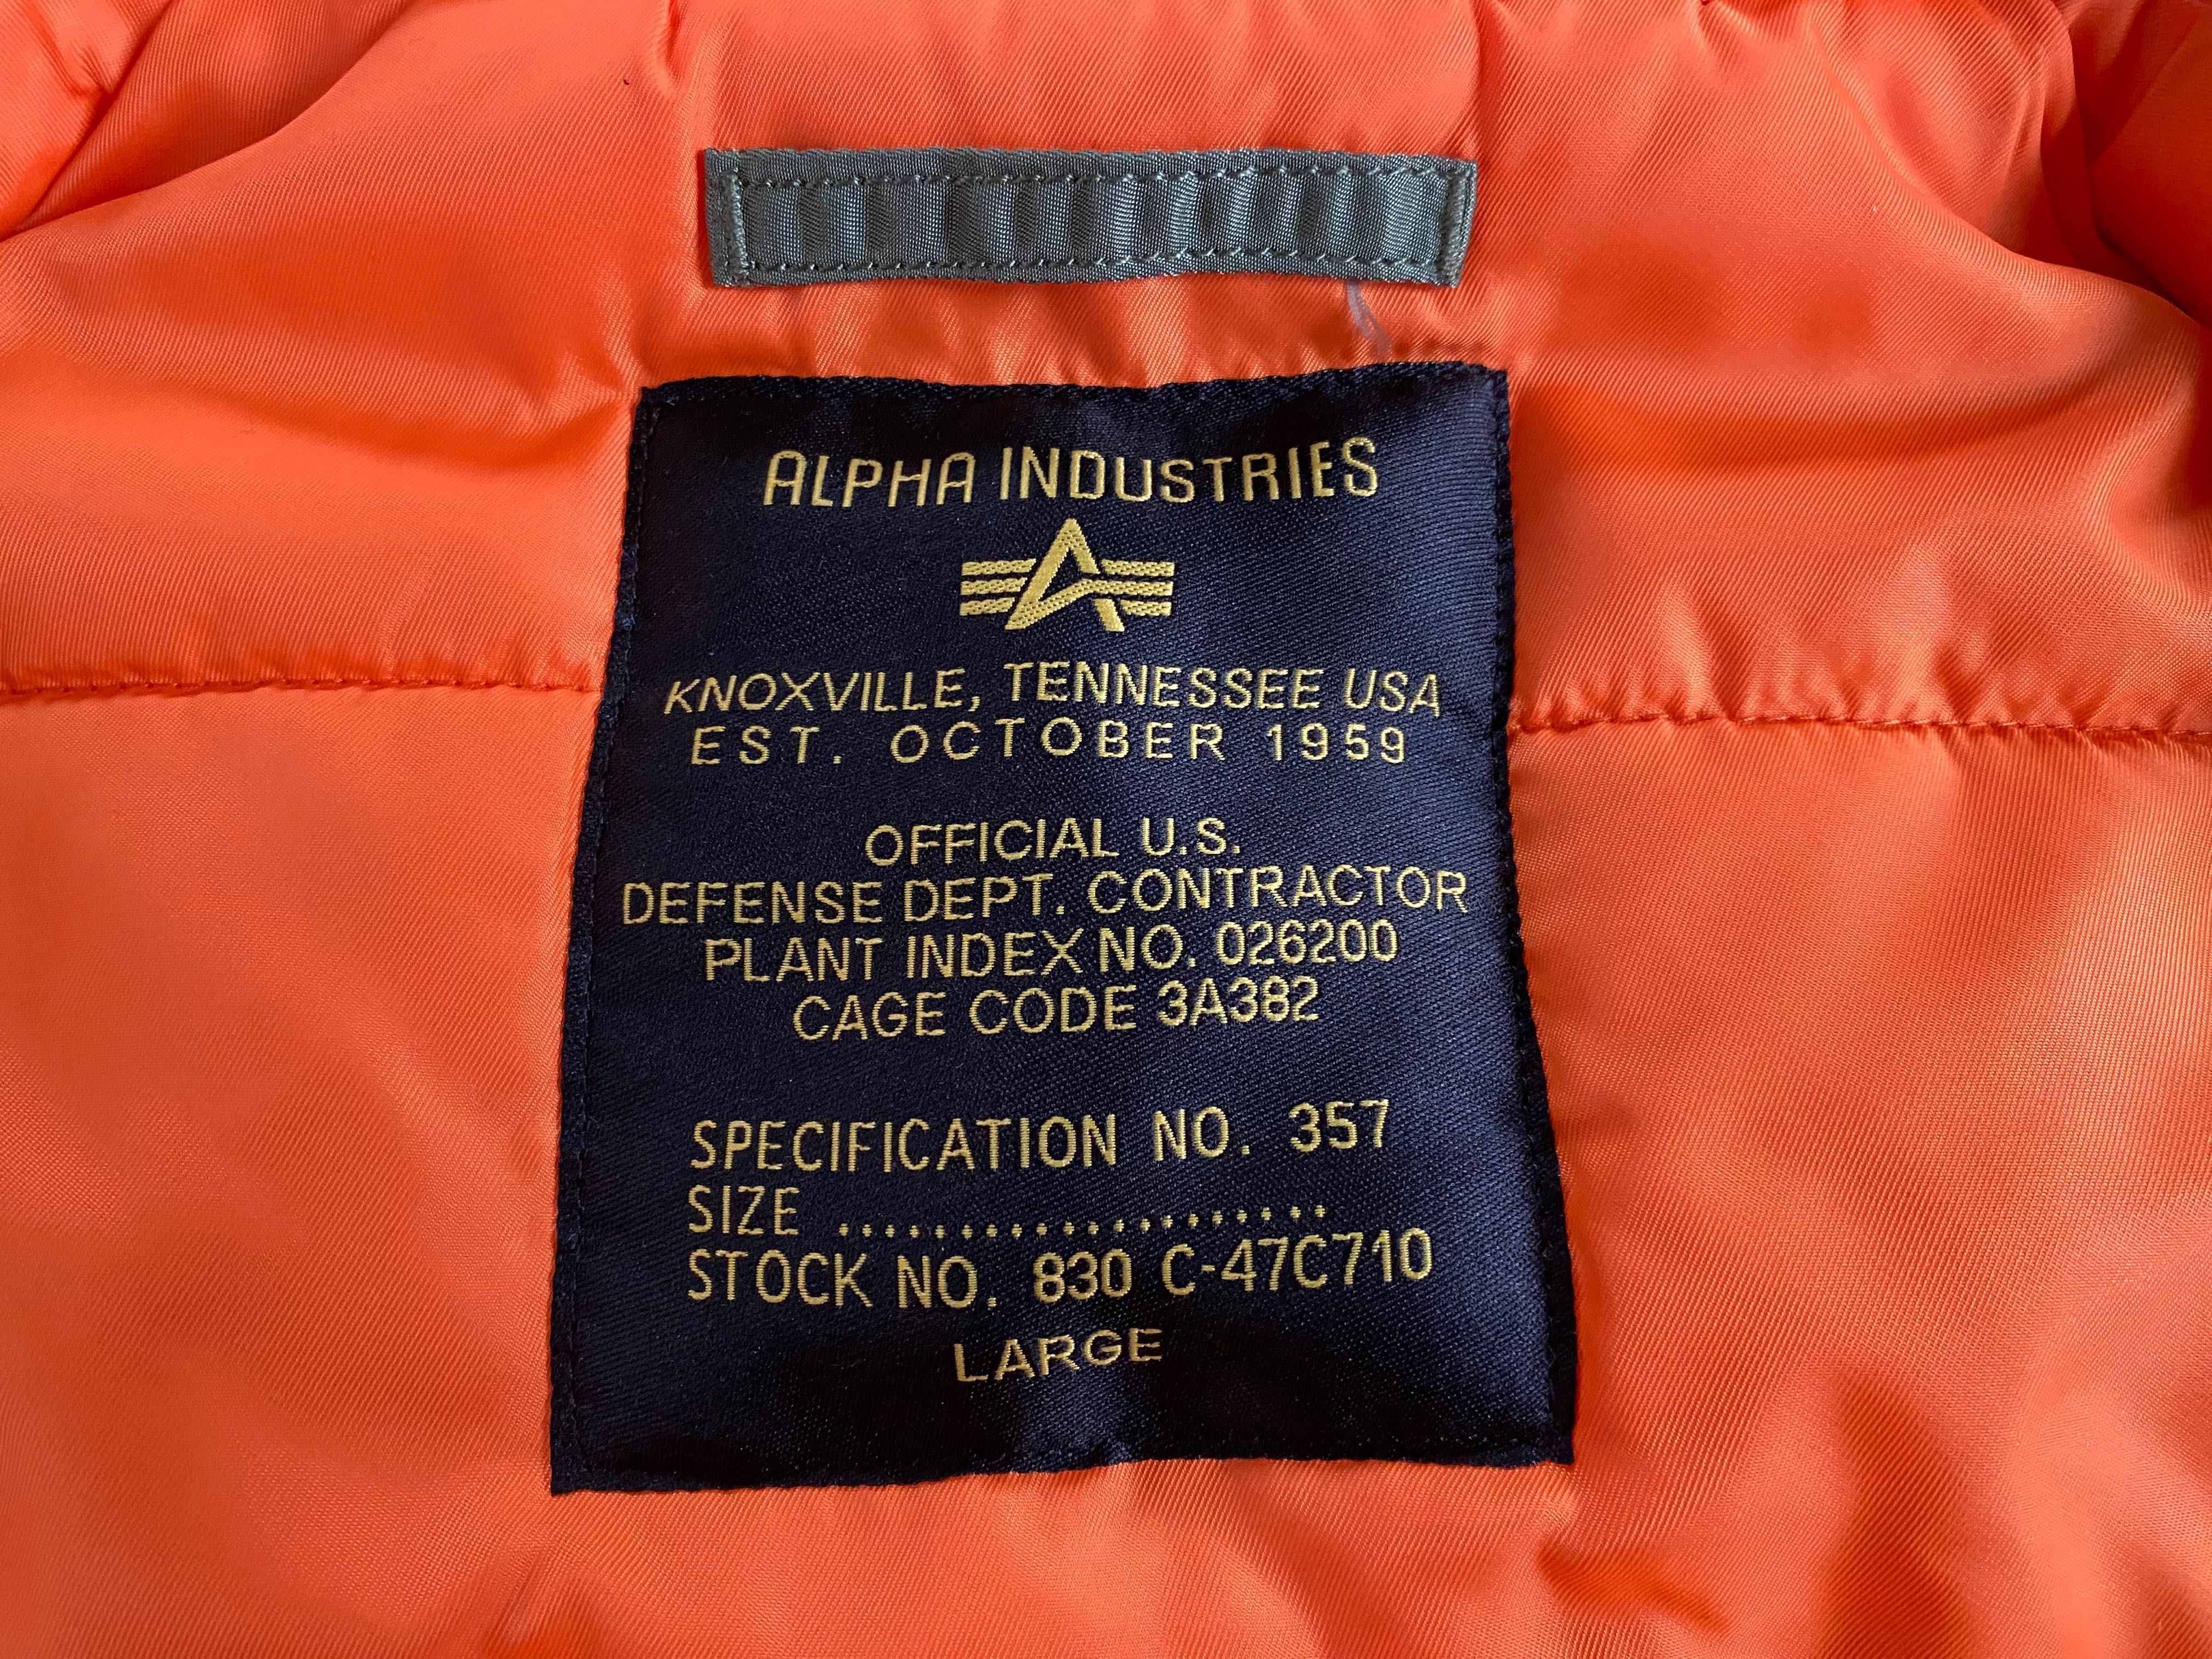 ALPHA INDUSTRIES
KNOXVILLE, TENNESSEE USA
EST. OCTOBER 1959
OFFICIAL U.S.
DEFENSE DEPT. CONTRACTOR
PLANT INDEX NO. 026200
CAGE CODE 3A382
SPECIFICATION NO. 357
SIZE ....................
STOCK NO. 830 C-47C710
LARGE